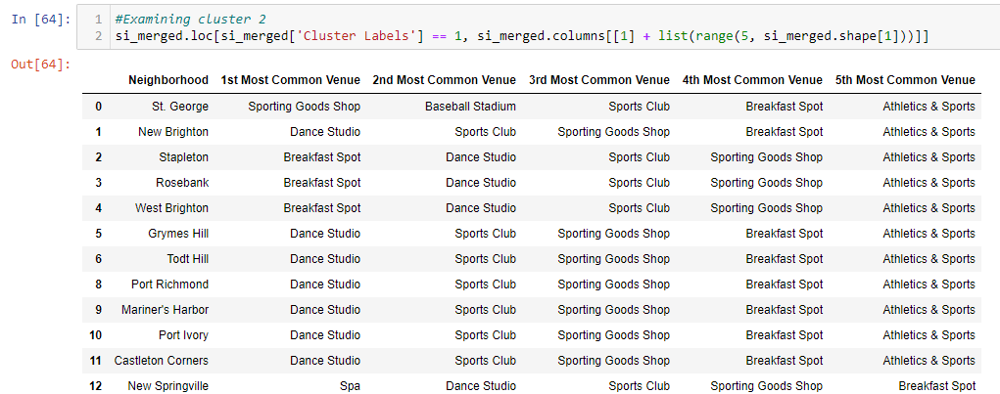 In [64]:
1 #Examining cluster 2
2 si_merged.loc[si_merged['Cluster Labels'] == 1, si_merged.columns[[1] + list(range(5, si_merged.shape[1]))]]
Out[64]:
Neighborhood 1st Most Common Venue 2nd Most Common Venue 3rd Most Common Venue 4th Most Common Venue 5th Most Common Venue
0 St. George Sporting Goods Shop Baseball Stadium Sports Club Breakfast Spot Athletics & Sports
1 New Brighton Dance Studio Sports Club Sporting Goods Shop Breakfast Spot Athletics & Sports
2 Stapleton Breakfast Spot Dance Studio Sports Club Sporting Goods Shop Athletics & Sports
3 Rosebank Breakfast Spot Dance Studio Sports Club Sporting Goods Shop Athletics & Sports
4 West Brighton Breakfast Spot Dance Studio Sports Club Sporting Goods Shop Athletics & Sports
5 Grymes Hill Dance Studio Sports Club Sporting Goods Shop Breakfast Spot Athletics & Sports
6 Todt Hill Dance Studio Sports Club Sporting Goods Shop Breakfast Spot Athletics & Sports
8 Port Richmond Dance Studio Sports Club Sporting Goods Shop Breakfast Spot Athletics & Sports
9 Mariner's Harbor Dance Studio Sports Club Sporting Goods Shop Breakfast Spot Athletics & Sports
10 Port Ivory Dance Studio Sports Club Sporting Goods Shop Breakfast Spot Athletics & Sports
11 Castleton Corners Dance Studio Sports Club Sporting Goods Shop Breakfast Spot Athletics & Sports
12 New Springville Spa Dance Studio Sports Club Sporting Goods Shop Breakfast Spot